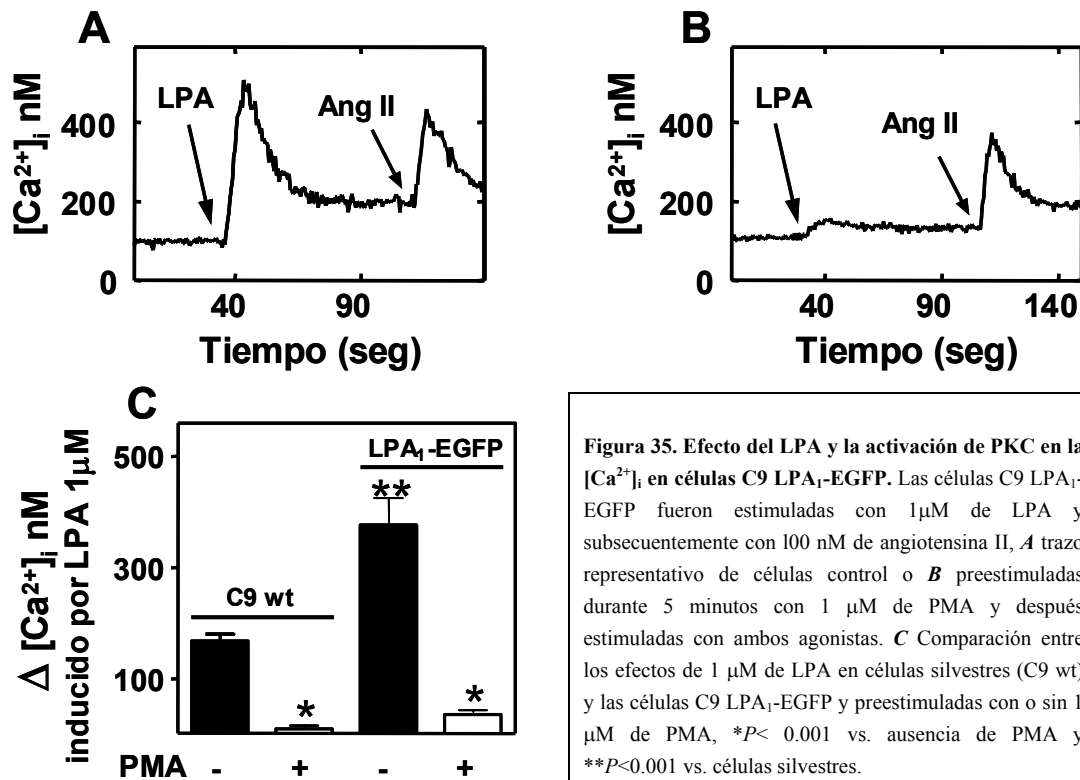 A
[Ca²⁺]ᵢ nM
400
200
0
LPA
Ang II
40
90
Tiempo (seg)
B
[Ca²⁺]ᵢ nM
400
200
0
LPA
Ang II
40
90
140
Tiempo (seg)
C
Δ [Ca²⁺]ᵢ nM
inducido por LPA 1μM
500
300
100
C9 wt
LPA₁-EGFP
*
**
*
PMA - + - +
Figura 35. Efecto del LPA y la activación de PKC en la
[Ca²⁺]ᵢ en células C9 LPA₁-EGFP. Las células C9 LPA₁-
EGFP fueron estimuladas con 1μM de LPA y
subsecuentemente con l00 nM de angiotensina II, A trazo
representativo de células control o B preestimuladas
durante 5 minutos con 1 μM de PMA y después
estimuladas con ambos agonistas. C Comparación entre
los efectos de 1 μM de LPA en células silvestres (C9 wt)
y las células C9 LPA₁-EGFP y preestimuladas con o sin 1
μM de PMA, *P< 0.001 vs. ausencia de PMA y
**P<0.001 vs. células silvestres.